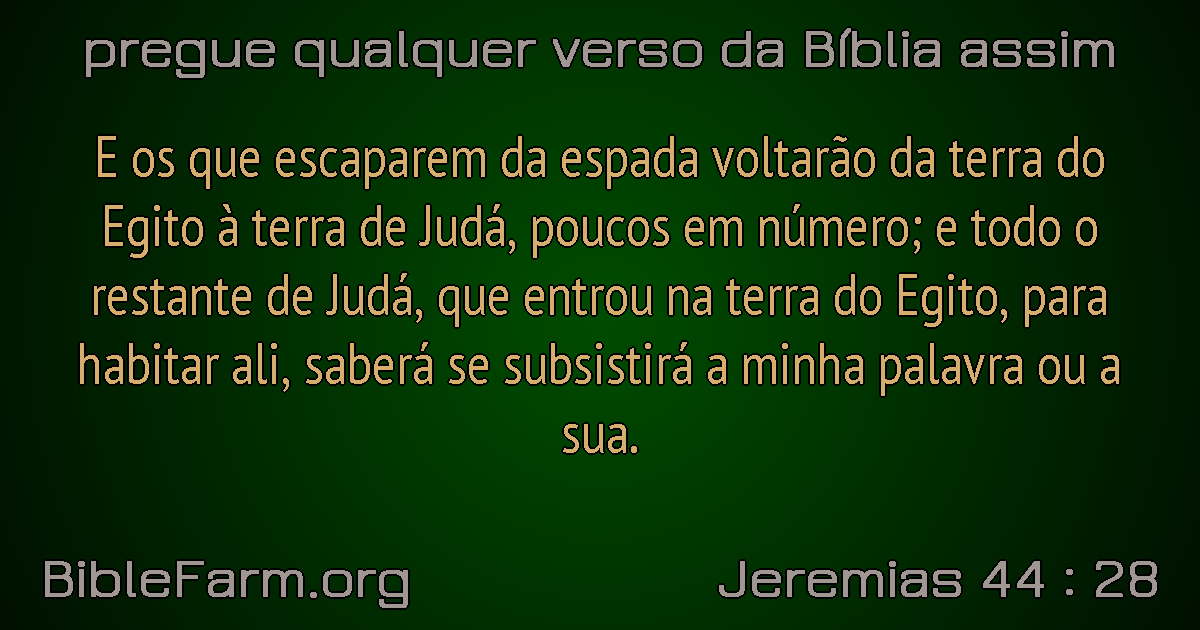 pregue qualquer verso da Bíblia assim
E os que escaparem da espada voltarão da terra do
Egito à terra de Judá, poucos em número; e todo o
restante de Judá, que entrou na terra do Egito, para
habitar ali, saberá se subsistirá a minha palavra ou a
sua.
BibleFarm.org
Jeremias 44 : 28